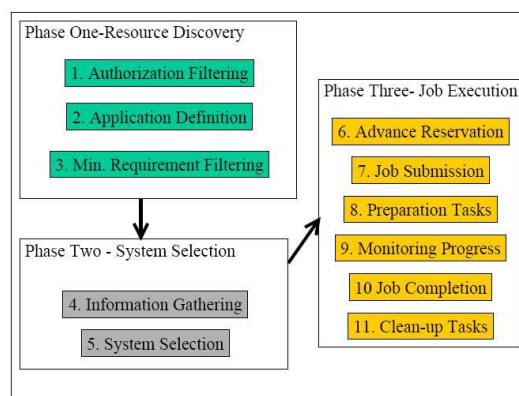 Phase One-Resource Discovery
1. Authorization Filtering
2. Application Definition
3. Min. Requirement Filtering
Phase Two - System Selection
4. Information Gathering
5. System Selection
Phase Three- Job Execution
6. Advance Reservation
7. Job Submission
8. Preparation Tasks
9. Monitoring Progress
10 Job Completion
11. Clean-up Tasks